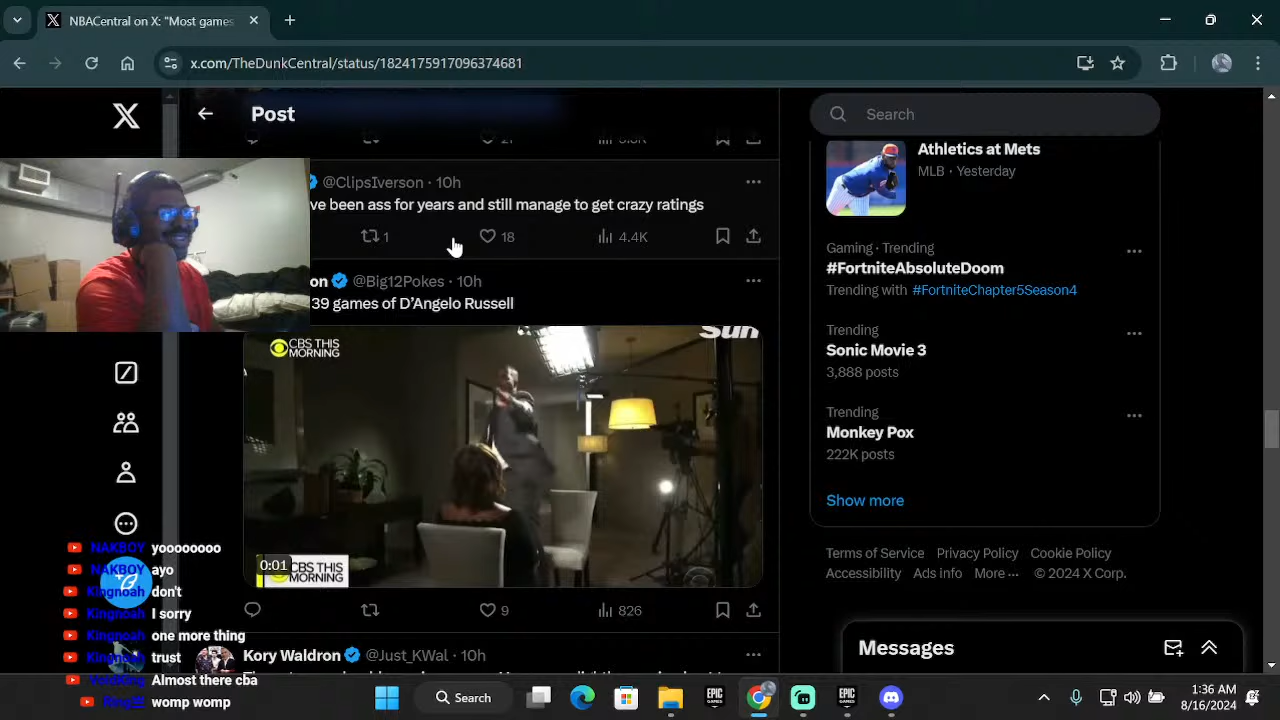 NBACentral on X: "Most games
x.com/TheDunkCentral/status/1824175917096374681
Post
Search
@ClipsIverson · 10h
ve been ass for years and still manage to get crazy ratings
1
18
4.4K
on @Big12Pokes · 10h
39 games of D’Angelo Russell
CBS THIS
MORNING
Sun
0:01
CBS THIS
MORNING
9
826
Kory Waldron @Just_KWal · 10h
Athletics at Mets
MLB · Yesterday
Gaming · Trending
#FortniteAbsoluteDoom
Trending with #FortniteChapter5Season4
Trending
Sonic Movie 3
3,888 posts
Trending
Monkey Pox
222K posts
Show more
Terms of Service Privacy Policy Cookie Policy
Accessibility Ads info More ··· © 2024 X Corp.
Messages
NAKBOY yoooooooo
NAKBOY ayo
Kingnoah don't
Kingnoah I sorry
Kingnoah one more thing
Kingnoah trust
VoidKing Almost there cba
womp womp
Search
EPIC
GAMES
EPIC
GAMES
1:36 AM
8/16/2024